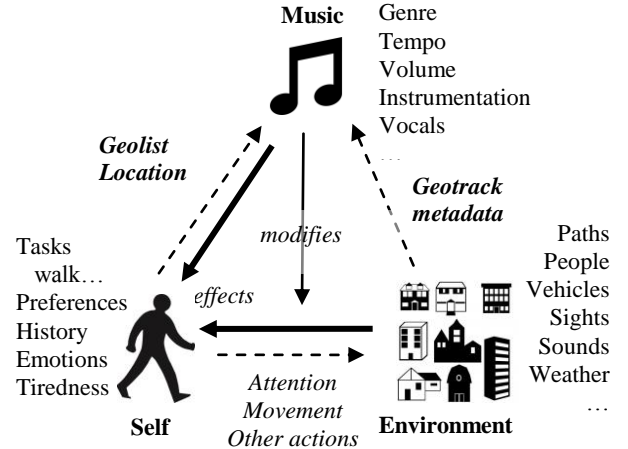 Music
Genre
Tempo
Volume
Instrumentation
Vocals
…
Geolist
Location
Geotrack
metadata
modifies
effects
Tasks
walk…
Preferences
History
Emotions
Tiredness
Paths
People
Vehicles
Sights
Sounds
Weather
…
Attention
Movement
Other actions
Self
Environment